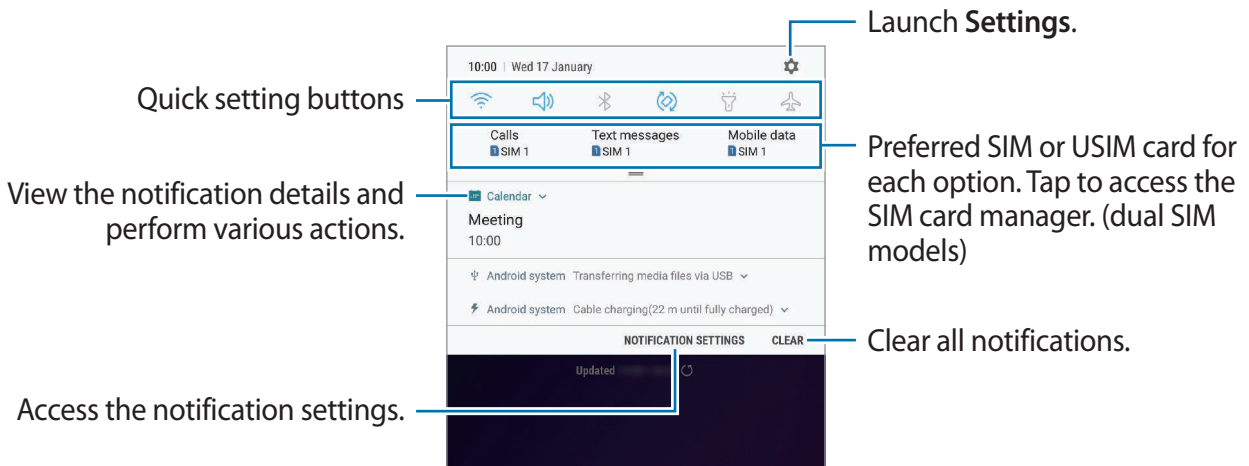 Launch Settings.
10:00 | Wed 17 January
Quick setting buttons
Calls Text messages Mobile data
1 SIM 1 1 SIM 1 1 SIM 1
Preferred SIM or USIM card for
each option. Tap to access the
SIM card manager. (dual SIM
models)
View the notification details and
perform various actions.
Calendar
Meeting
10:00
Android system Transferring media files via USB
Android system Cable charging(22 m until fully charged)
NOTIFICATION SETTINGS CLEAR
Clear all notifications.
Updated
Access the notification settings.